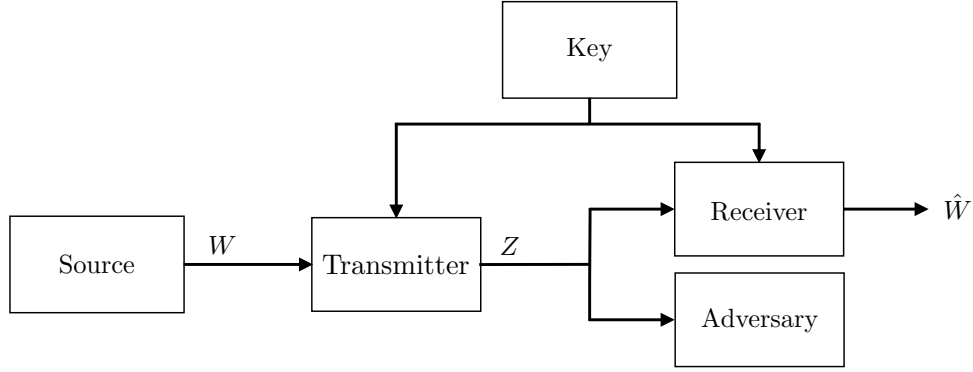 Key
Receiver
Ŵ
W
Z
Source
Transmitter
Adversary